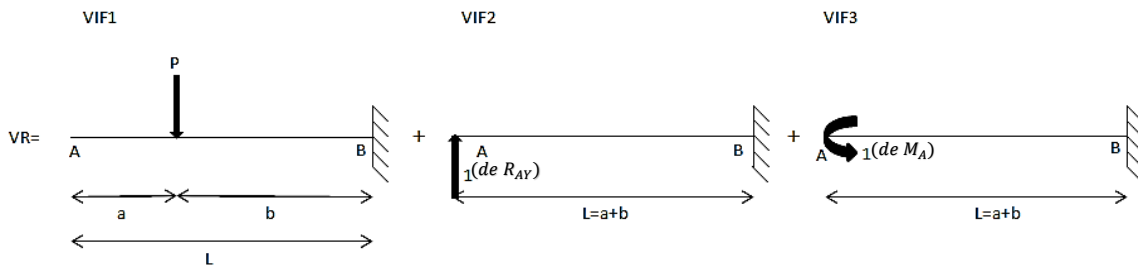 VIF1 VIF2 VIF3
P
VR= + +
A B A B A B
1(de R_AY) 1(de M_A)
a b L=a+b L=a+b
L